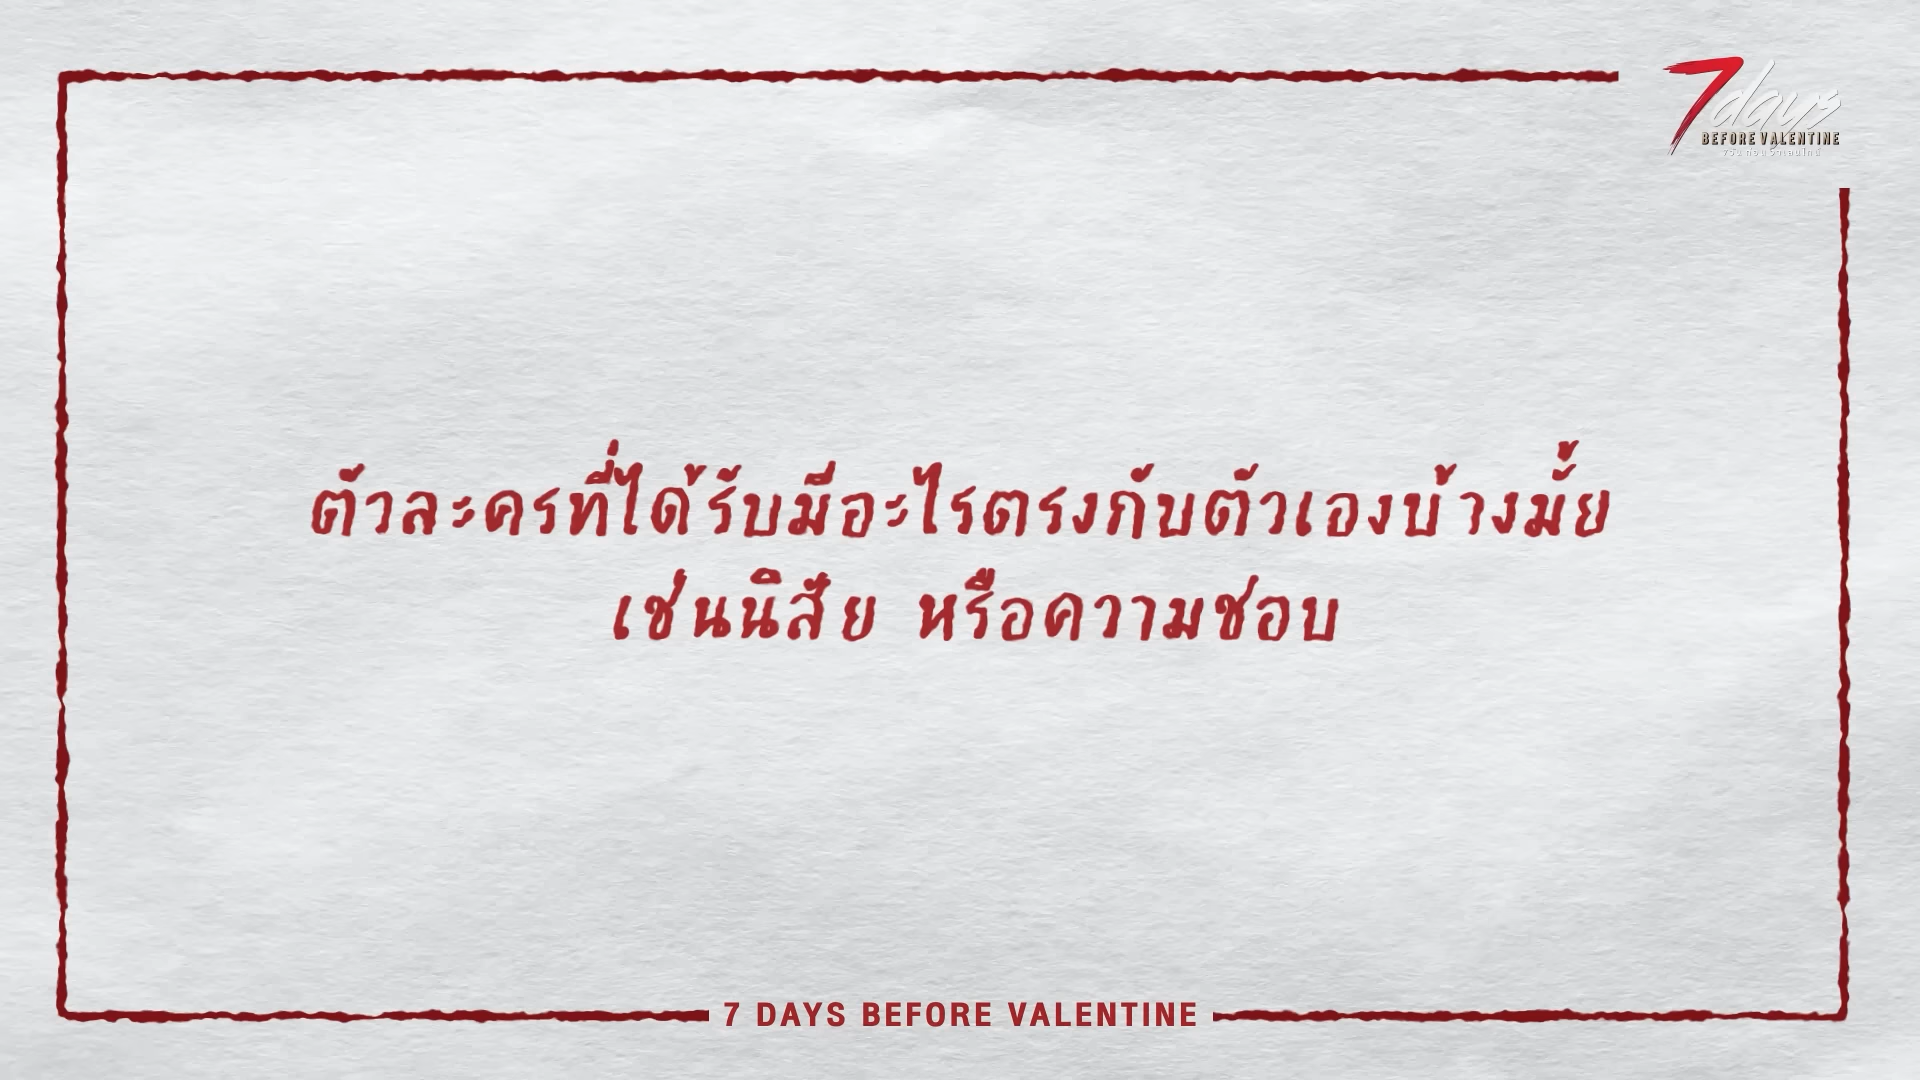 7days
BEFORE VALENTINE
ตัวละครที่ได้รับมีอะไรตรงกับตัวเองบ้างมั้ย
เช่นนิสัย หรือความชอบ
7 DAYS BEFORE VALENTINE